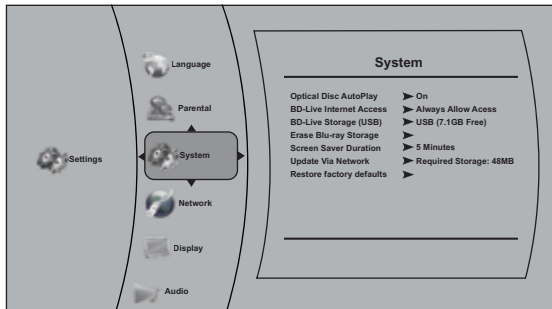 Settings
Language
Parental
System
Network
Display
Audio
System
Optical Disc AutoPlay On
BD-Live Internet Access Always Allow Acess
BD-Live Storage (USB) USB (7.1GB Free)
Erase Blu-ray Storage
Screen Saver Duration 5 Minutes
Update Via Network Required Storage: 48MB
Restore factory defaults